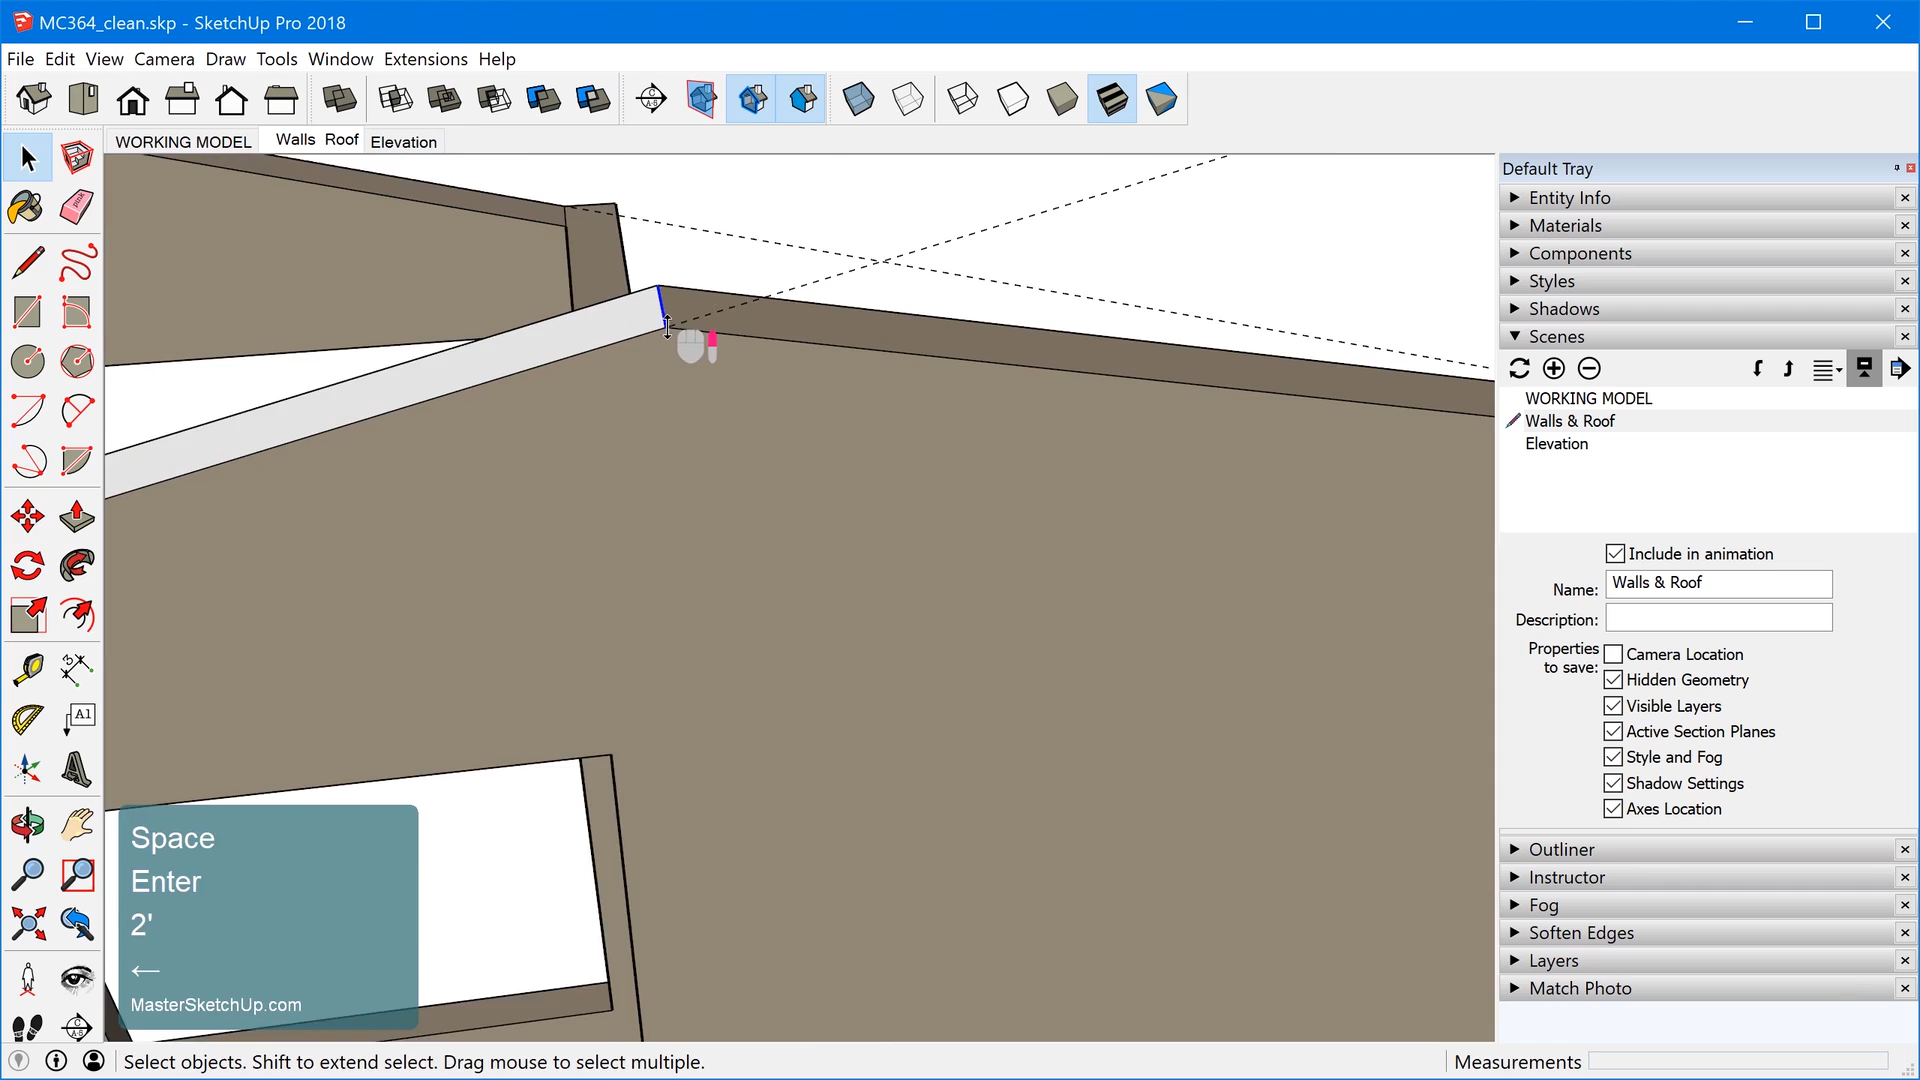 MC364_clean.skp - SketchUp Pro 2018
File Edit View Camera Draw Tools Window Extensions Help
WORKING MODEL Walls Roof Elevation
Default Tray
Entity Info
Materials
Components
Styles
Shadows
Scenes
WORKING MODEL
Walls & Roof
Elevation
Include in animation
Name: Walls & Roof
Description:
Properties to save:
Camera Location
Hidden Geometry
Visible Layers
Active Section Planes
Style and Fog
Shadow Settings
Axes Location
Outliner
Instructor
Fog
Soften Edges
Layers
Match Photo
Space
Enter
2'
←
MasterSketchUp.com
Select objects. Shift to extend select. Drag mouse to select multiple.
Measurements